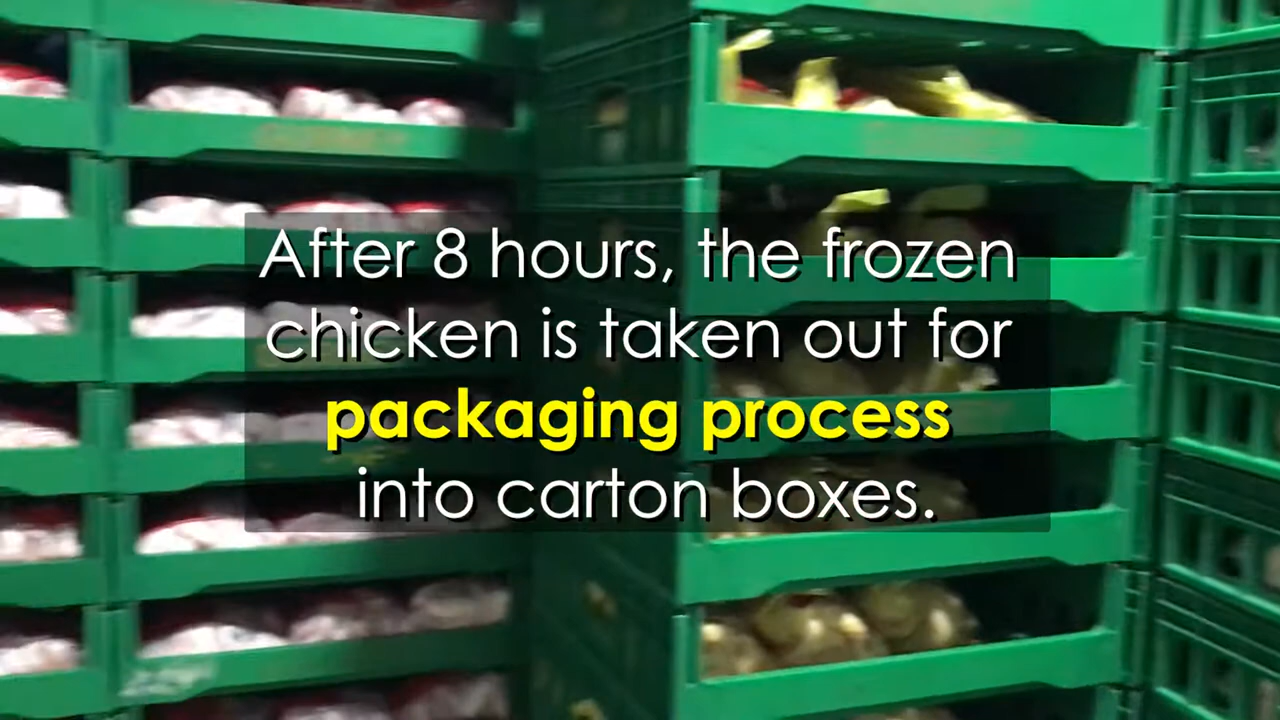 After 8 hours, the frozen
chicken is taken out for
packaging process
into carton boxes.